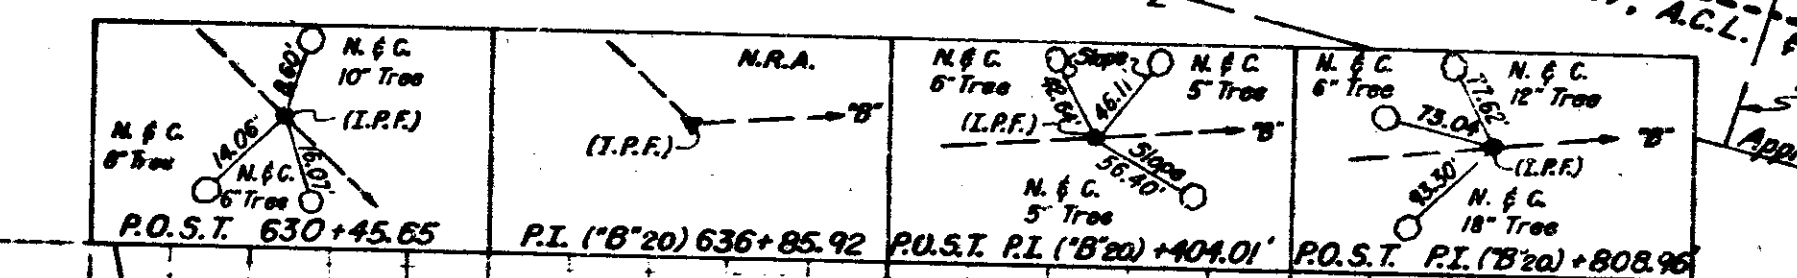 A.C.L.
N. & C.
10" Tree
8.60'
(I.P.F.)
N. & C.
8" Tree
14.06'
16.07'
N. & C.
6" Tree
P.O.S.T. 630+45.65
N.R.A.
"B"
(I.P.F.)
P.I. ("B"20) 636+85.92
N. & C.
6" Tree
Slope
46.11'
N. & C.
5" Tree
(I.P.F.)
"B"
Slope
56.40'
N. & C.
5" Tree
P.O.S.T. P.I. ("B"20) +404.01'
N. & C.
6" Tree
77.62'
N. & C.
12" Tree
73.04
"B"
(I.P.F.)
93.30'
N. & C.
18" Tree
P.O.S.T. P.I. ("B"20) +808.96'